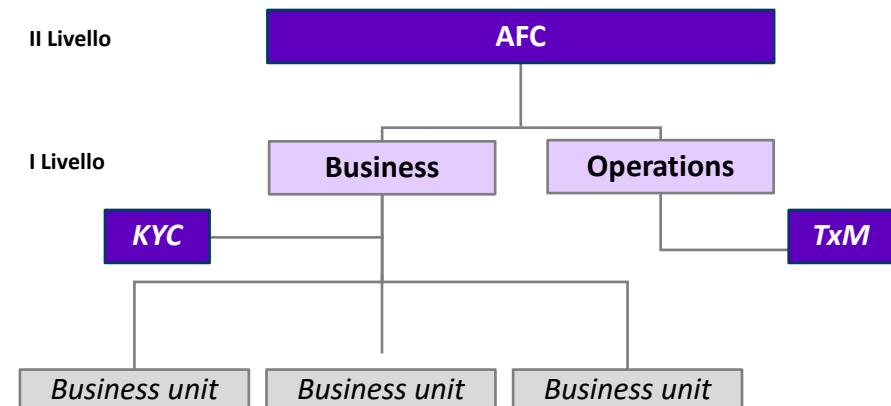 II Livello
AFC
I Livello
Business
Operations
KYC
TxM
Business unit
Business unit
Business unit